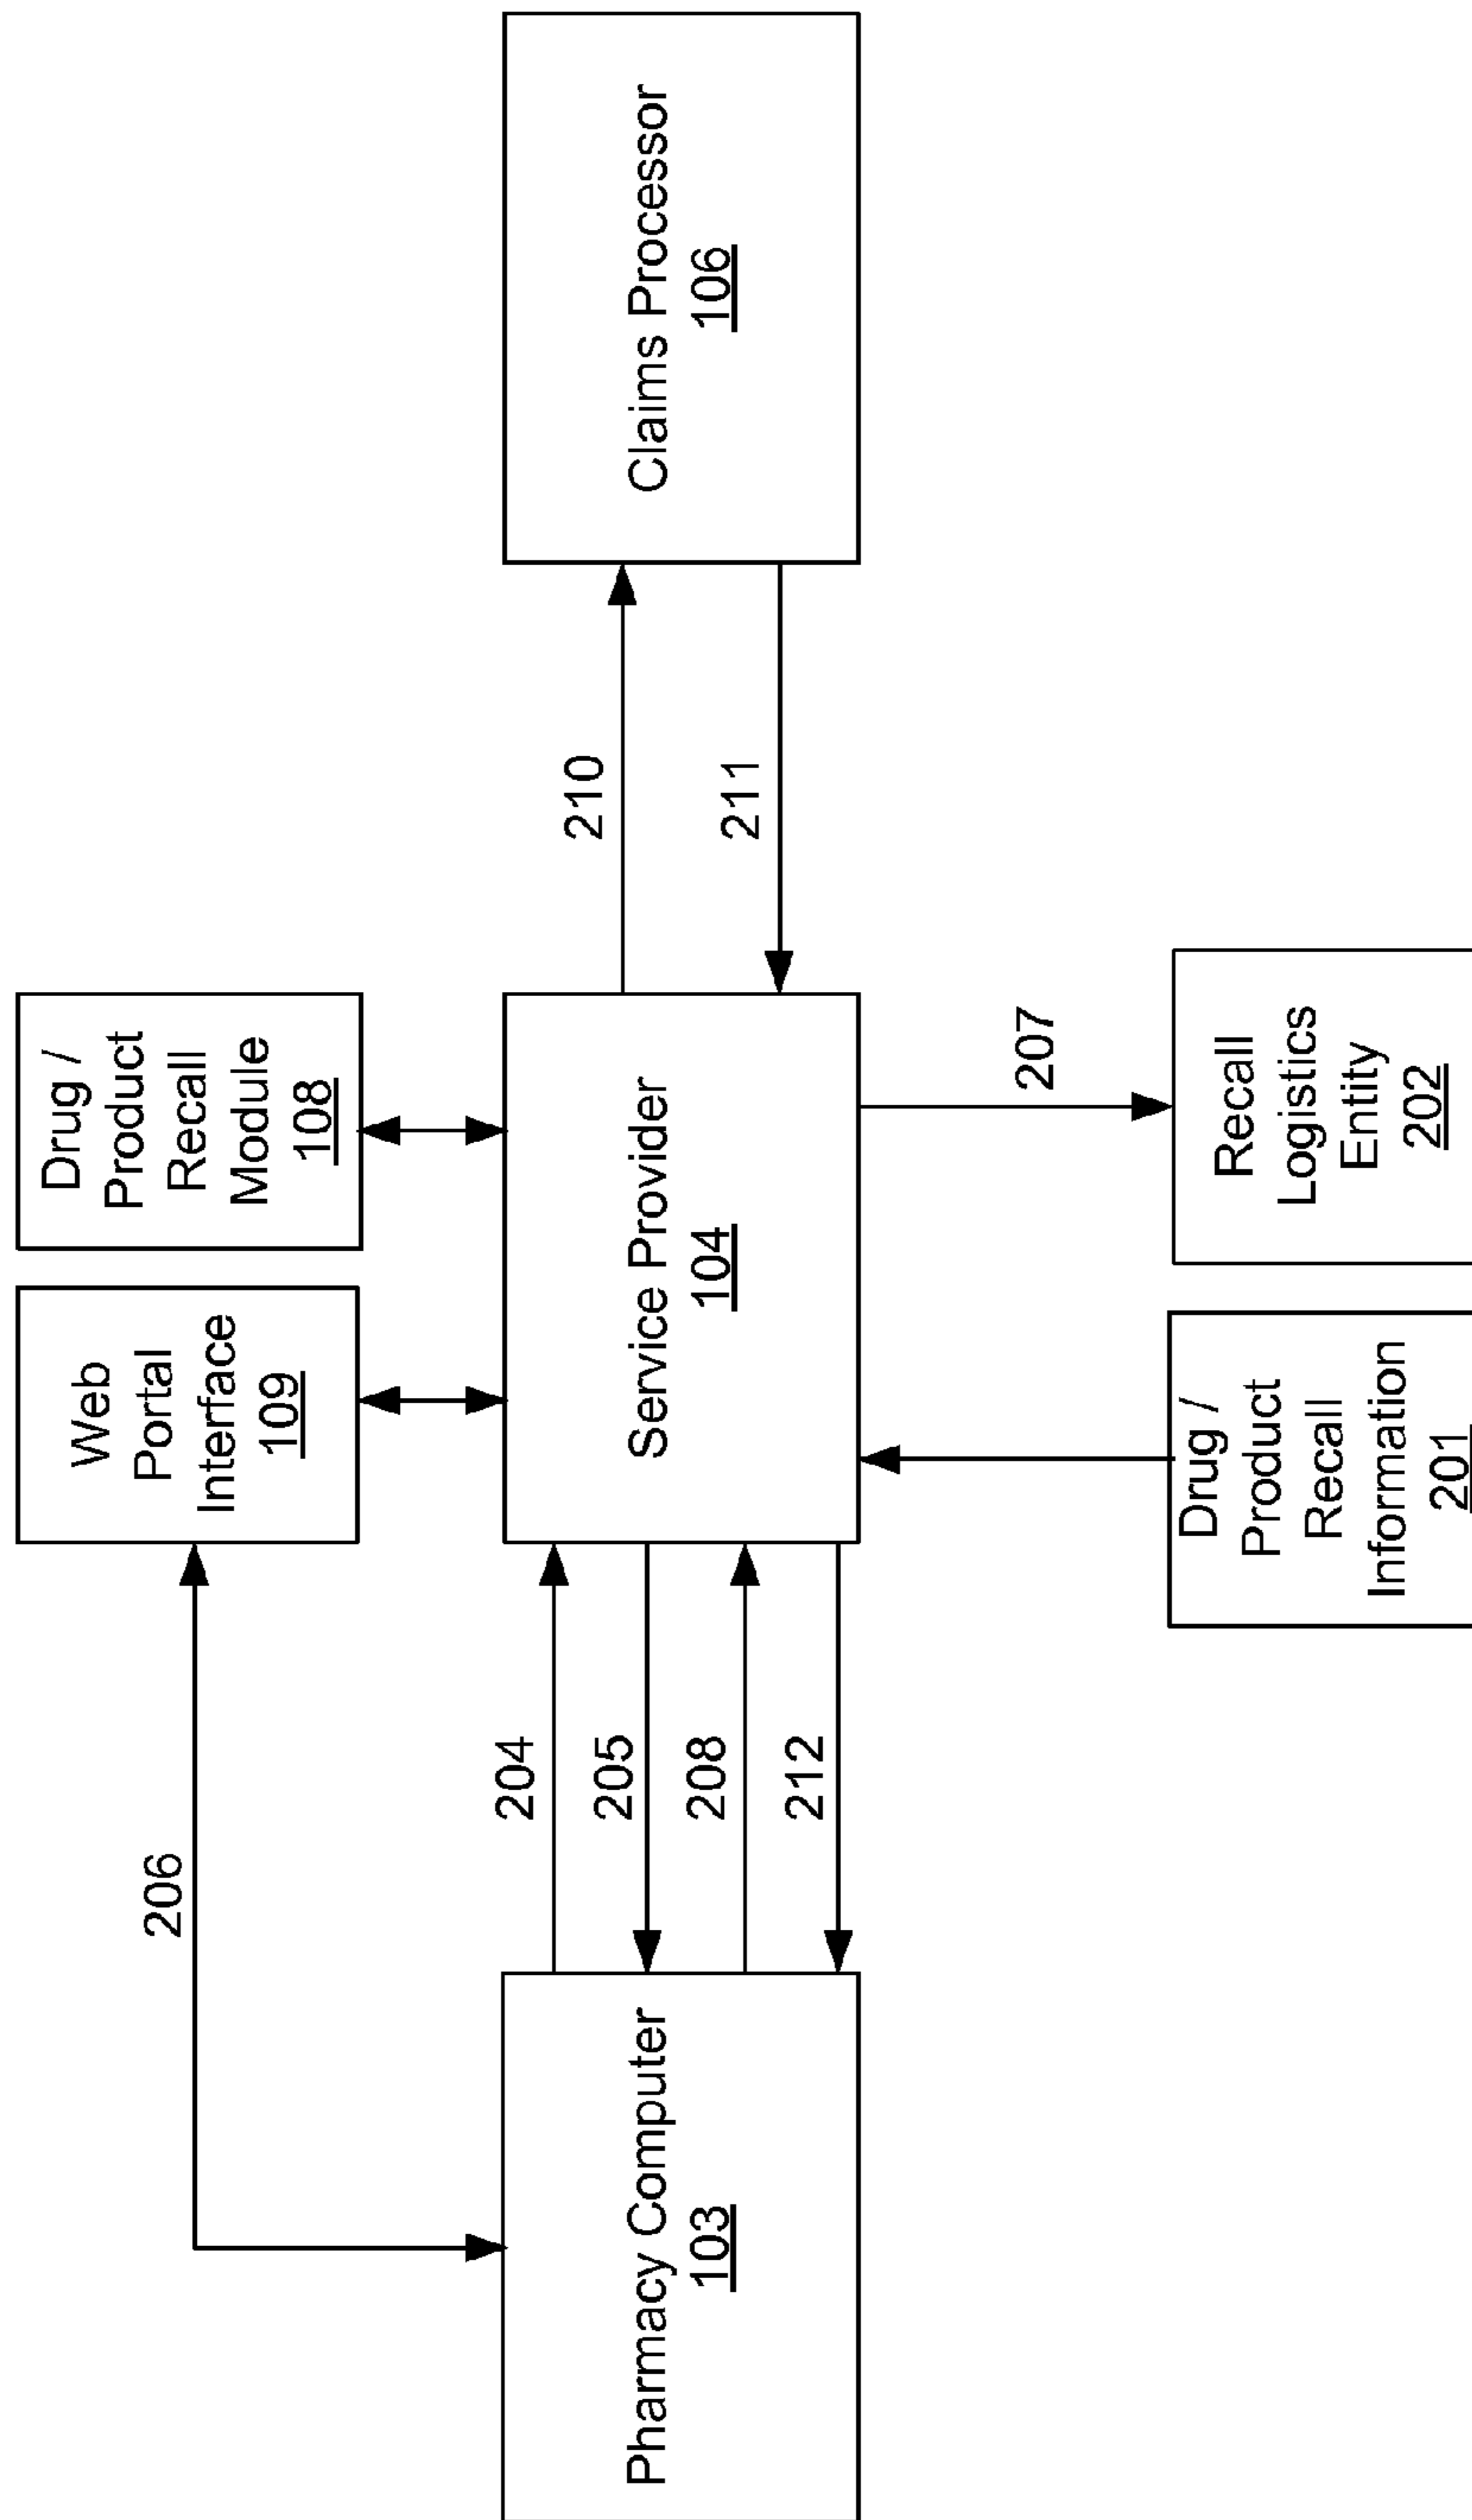 206
Web
Portal
Interface
109
Drug /
Product
Recall
Module
108
204
205
208
212
210
211
Pharmacy Computer
103
Service Provider
104
Claims Processor
106
207
Drug /
Product
Recall
Information
201
Recall
Logistics
Entity
202